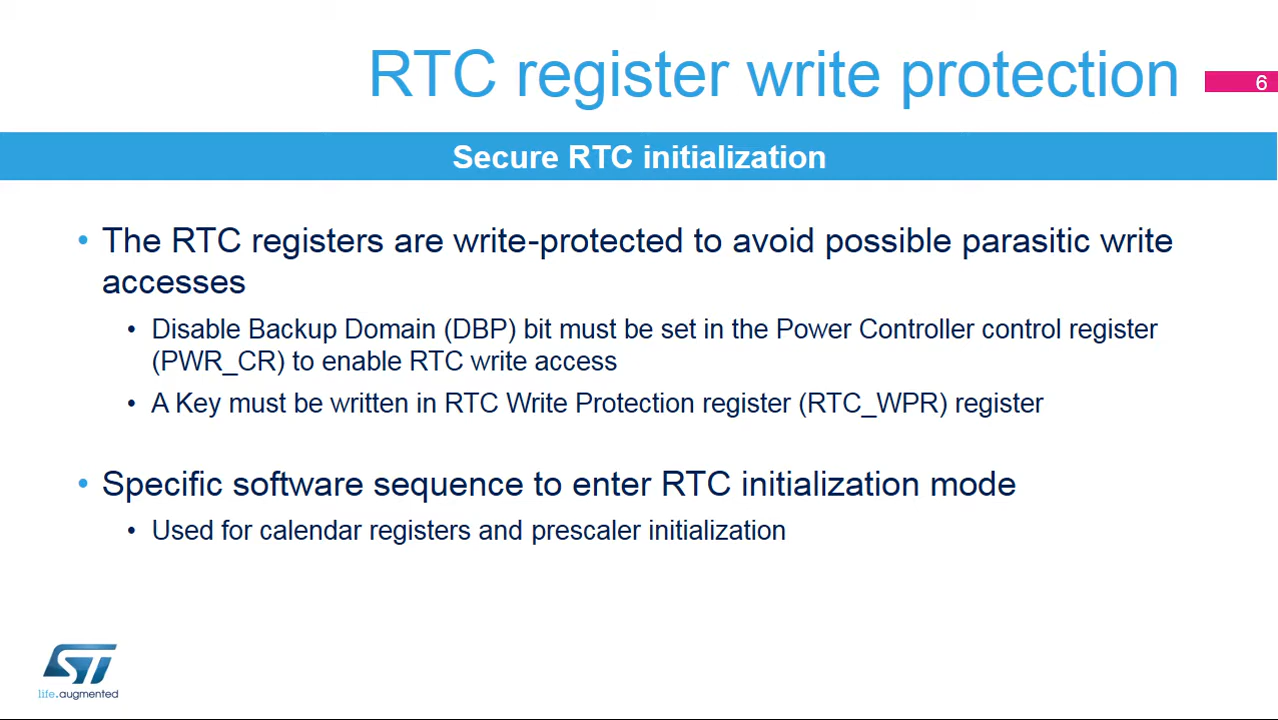 RTC register write protection
6
Secure RTC initialization
• The RTC registers are write-protected to avoid possible parasitic write
accesses
• Disable Backup Domain (DBP) bit must be set in the Power Controller control register
(PWR_CR) to enable RTC write access
• A Key must be written in RTC Write Protection register (RTC_WPR) register
• Specific software sequence to enter RTC initialization mode
• Used for calendar registers and prescaler initialization
ST
life.augmented